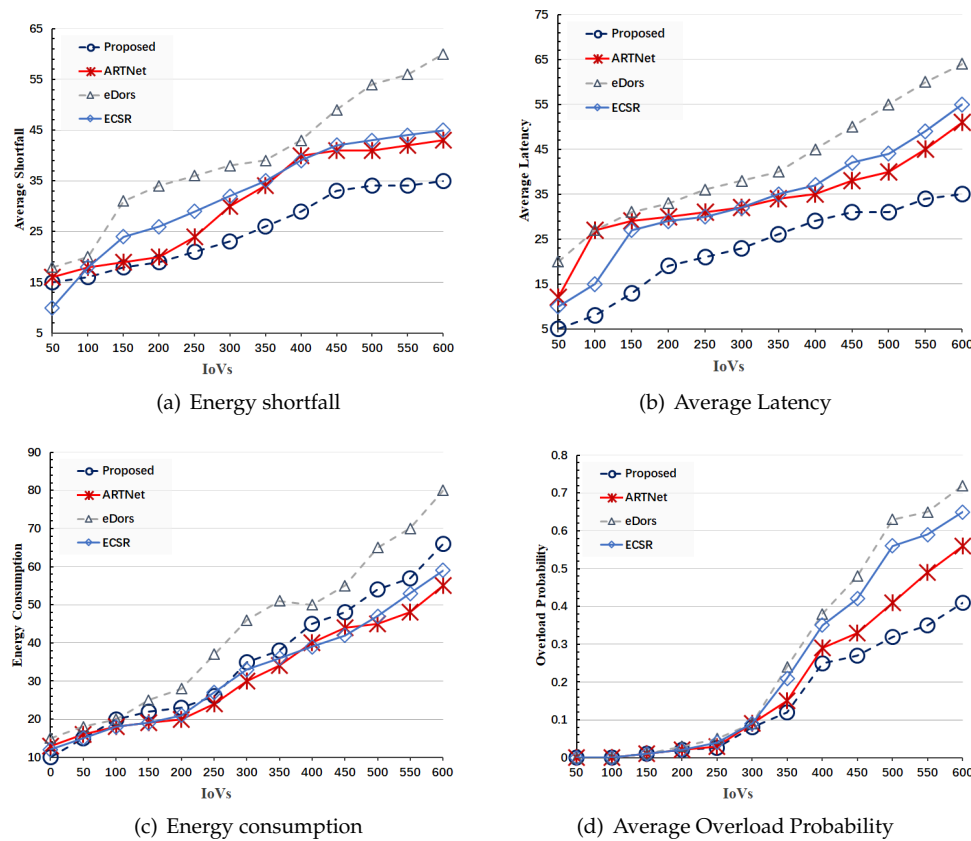 65
55
45
35
25
15
5
Average Shortfall
Proposed
ARTNet
eDors
ECSR
50 100 150 200 250 300 350 400 450 500 550 600
IoVs
(a) Energy shortfall
75
65
55
45
35
25
15
5
Average Latency
Proposed
ARTNet
eDors
ECSR
50 100 150 200 250 300 350 400 450 500 550 600
IoVs
(b) Average Latency
90
80
70
60
50
40
30
20
10
Energy Consumption
Proposed
ARTNet
eDors
ECSR
0 50 100 150 200 250 300 350 400 450 500 550 600
IoVs
(c) Energy consumption
0.8
0.7
0.6
0.5
0.4
0.3
0.2
0.1
0.0
Overload Probability
Proposed
ARTNet
eDors
ECSR
50 100 150 200 250 300 350 400 450 500 550 600
IoVs
(d) Average Overload Probability